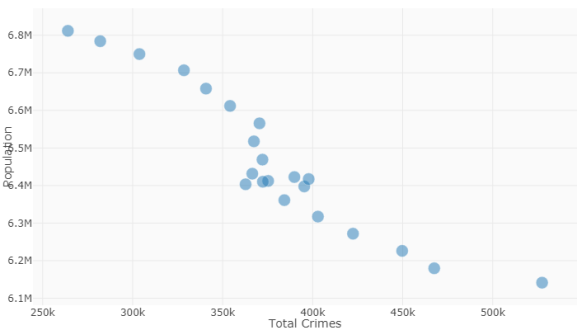 6.8M
6.7M
6.6M
6.5M
6.4M
6.3M
6.2M
6.1M
Population
250k 300k 350k 400k 450k 500k
Total Crimes